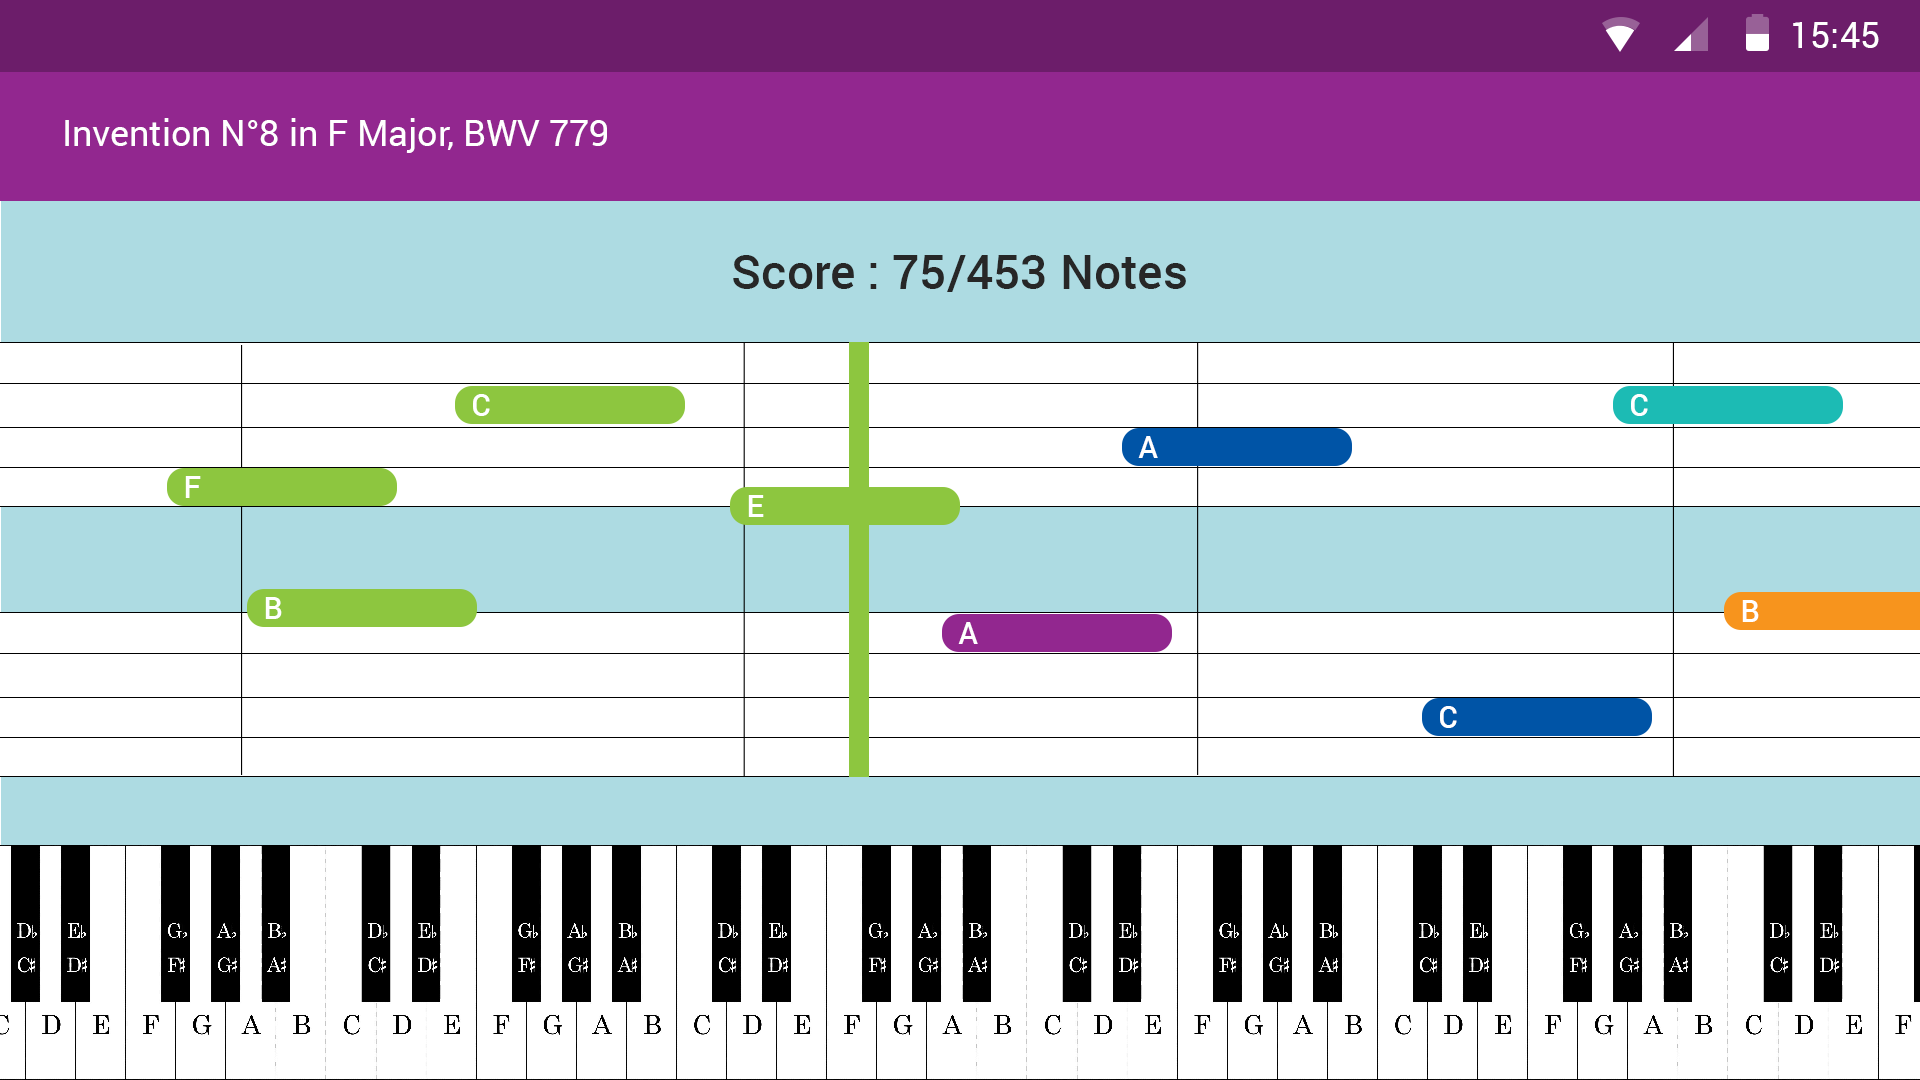 15:45
Invention N°8 in F Major, BWV 779
Score : 75/453 Notes
C C
A
F
E
B B
A
C
D♭ E♭ G♭ A♭ B♭ D♭ E♭ G♭ A♭ B♭ D♭ E♭ G♭ A♭ B♭ D♭ E♭ G♭ A♭ B♭ D♭ E♭ G♭ A♭ B♭ D♭ E♭
C♯ D♯ F♯ G♯ A♯ C♯ D♯ F♯ G♯ A♯ C♯ D♯ F♯ G♯ A♯ C♯ D♯ F♯ G♯ A♯ C♯ D♯ F♯ G♯ A♯ C♯ D♯
C D E F G A B C D E F G A B C D E F G A B C D E F G A B C D E F G A B C D E F